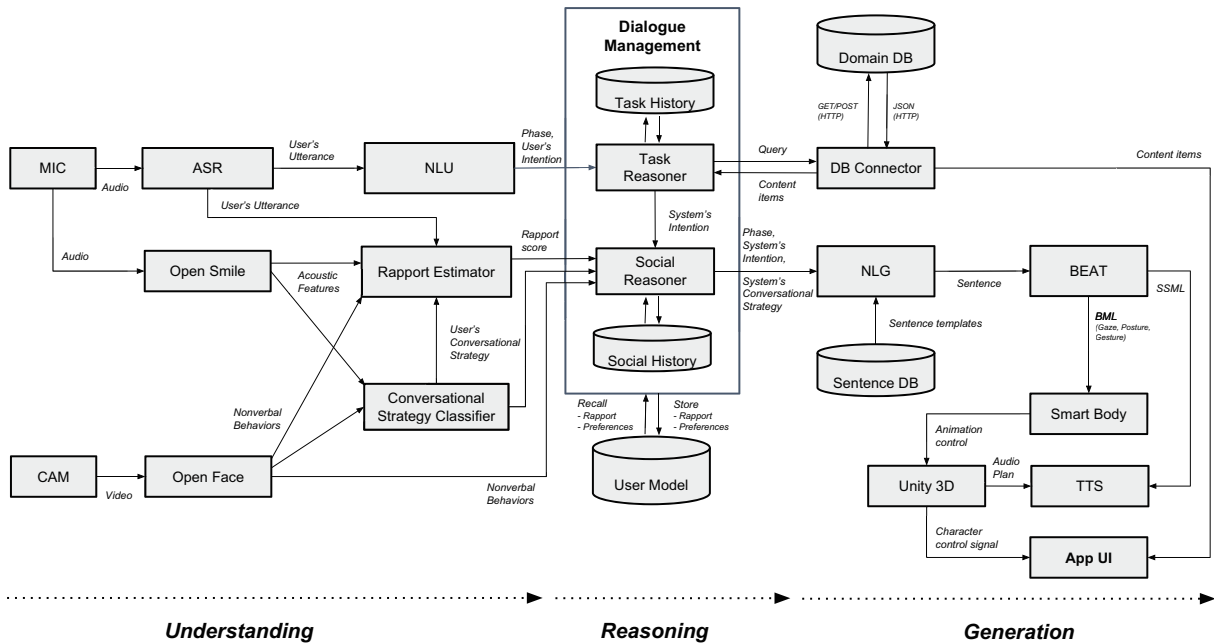 Dialogue
Management
Task History
Domain DB
GET/POST
(HTTP)
JSON
(HTTP)
MIC
Audio
ASR
User's
Utterance
NLU
Phase,
User's
Intention
Task
Reasoner
Query
Content
items
DB Connector
Content items
User's Utterance
System's
Intention
Audio
Open Smile
Acoustic
Features
Rapport Estimator
Rapport
score
Social
Reasoner
Phase,
System's
Intention,
System's
Conversational
Strategy
NLG
Sentence
BEAT
SSML
User's
Conversational
Strategy
Social History
Sentence templates
Sentence DB
BML
(Gaze, Posture,
Gesture)
Conversational
Strategy Classifier
Nonverbal
Behaviors
Recall
- Rapport
- Preferences
Store
- Rapport
- Preferences
Smart Body
Animation
control
CAM
Video
Open Face
Nonverbal
Behaviors
User Model
Unity 3D
Audio
Plan
TTS
Character
control signal
App UI
Understanding
Reasoning
Generation